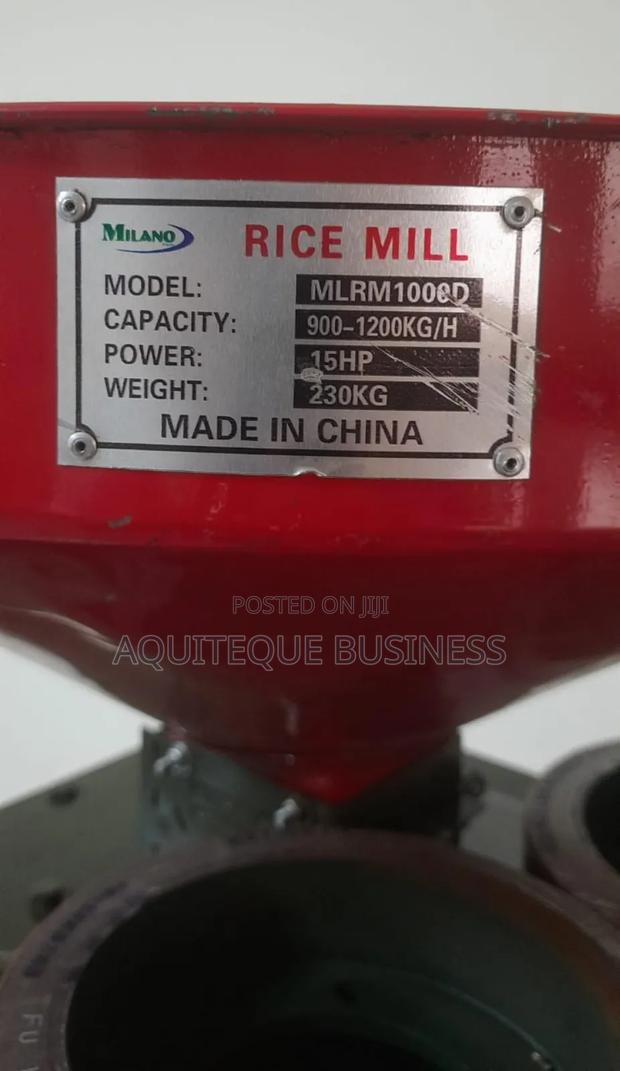 MILANO
RICE MILL
MODEL: MLRM1000D
CAPACITY: 900-1200KG/H
POWER: 15HP
WEIGHT: 230KG
MADE IN CHINA
POSTED ON JIJI
AQUITEQUE BUSINESS
FU